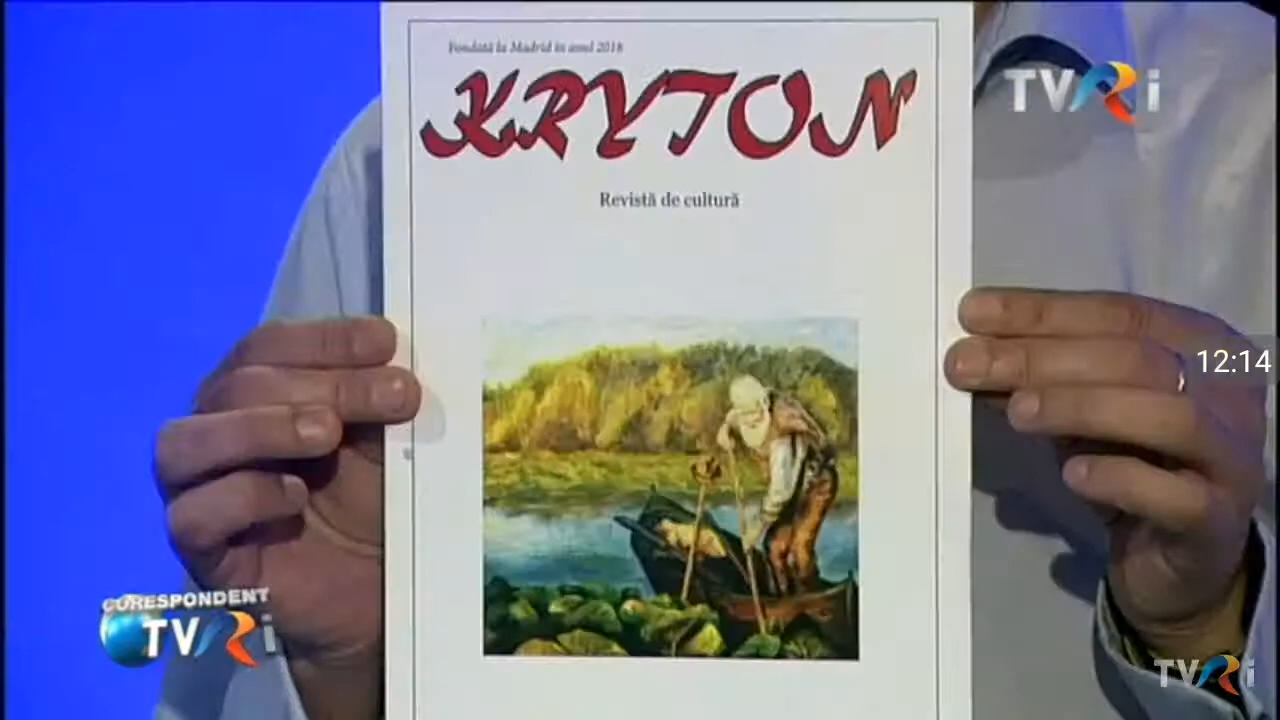 Fondată la Madrid în anul 2018
KRYTON
Revistă de cultură
TVRi
12:14
CORESPONDENT
TVRi
TVRi